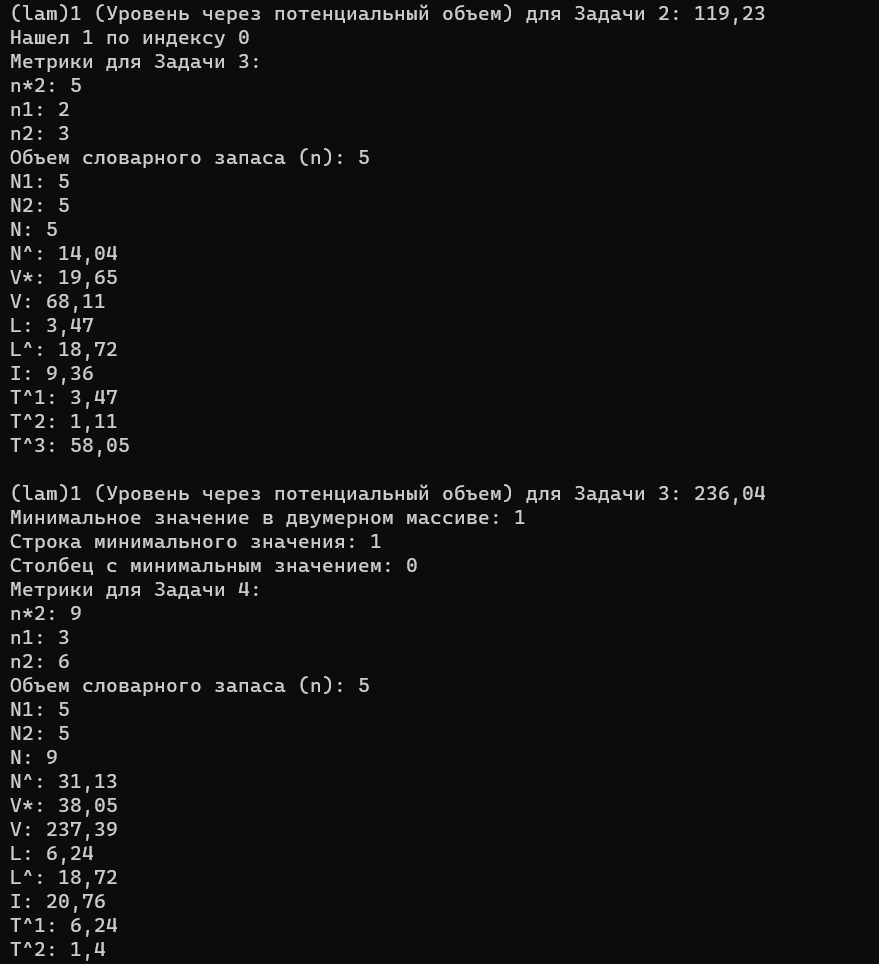 (lam)1 (Уровень через потенциальный объем) для Задачи 2: 119,23
Нашел 1 по индексу 0
Метрики для Задачи 3:
n*2: 5
n1: 2
n2: 3
Объем словарного запаса (n): 5
N1: 5
N2: 5
N: 5
N^: 14,04
V*: 19,65
V: 68,11
L: 3,47
L^: 18,72
I: 9,36
T^1: 3,47
T^2: 1,11
T^3: 58,05

(lam)1 (Уровень через потенциальный объем) для Задачи 3: 236,04
Минимальное значение в двумерном массиве: 1
Строка минимального значения: 1
Столбец с минимальным значением: 0
Метрики для Задачи 4:
n*2: 9
n1: 3
n2: 6
Объем словарного запаса (n): 5
N1: 5
N2: 5
N: 9
N^: 31,13
V*: 38,05
V: 237,39
L: 6,24
L^: 18,72
I: 20,76
T^1: 6,24
T^2: 1,4